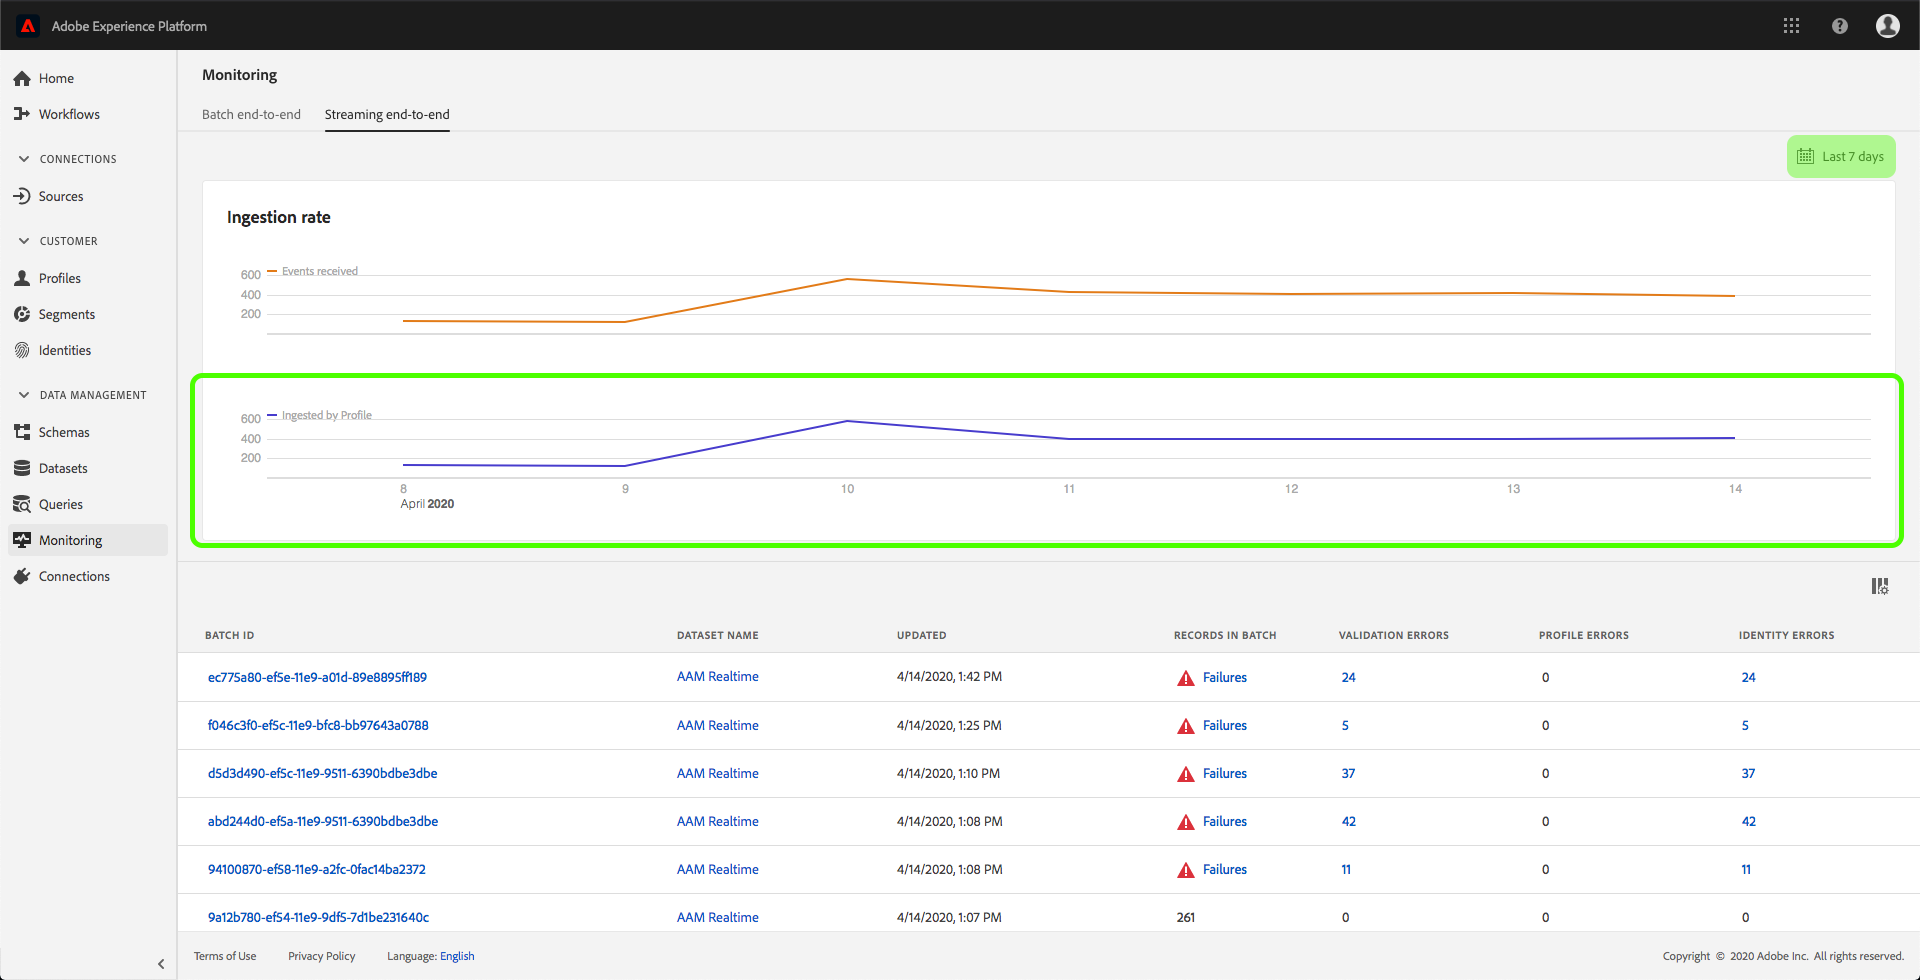 Adobe Experience Platform
Home
Workflows
CONNECTIONS
Sources
CUSTOMER
Profiles
Segments
Identities
DATA MANAGEMENT
Schemas
Datasets
Queries
Monitoring
Connections
Monitoring
Batch end-to-end Streaming end-to-end
Last 7 days
Ingestion rate
Events received
600
400
200
Ingested by Profile
600
400
200
8 9 10 11 12 13 14
April 2020
BATCH ID DATASET NAME UPDATED RECORDS IN BATCH VALIDATION ERRORS PROFILE ERRORS IDENTITY ERRORS
ec775a80-ef5e-11e9-a01d-89e8895ff189 AAM Realtime 4/14/2020, 1:42 PM Failures 24 0 24
f046c3f0-ef5c-11e9-bfc8-bb97643a0788 AAM Realtime 4/14/2020, 1:25 PM Failures 5 0 5
d5d3d490-ef5c-11e9-9511-6390bdbe3dbe AAM Realtime 4/14/2020, 1:10 PM Failures 37 0 37
abd244d0-ef5a-11e9-9511-6390bdbe3dbe AAM Realtime 4/14/2020, 1:08 PM Failures 42 0 42
94100870-ef58-11e9-a2fc-0fac14ba2372 AAM Realtime 4/14/2020, 1:08 PM Failures 11 0 11
9a12b780-ef54-11e9-9df5-7d1be231640c AAM Realtime 4/14/2020, 1:07 PM 261 0 0 0
Terms of Use Privacy Policy Language: English Copyright © 2020 Adobe Inc. All rights reserved.